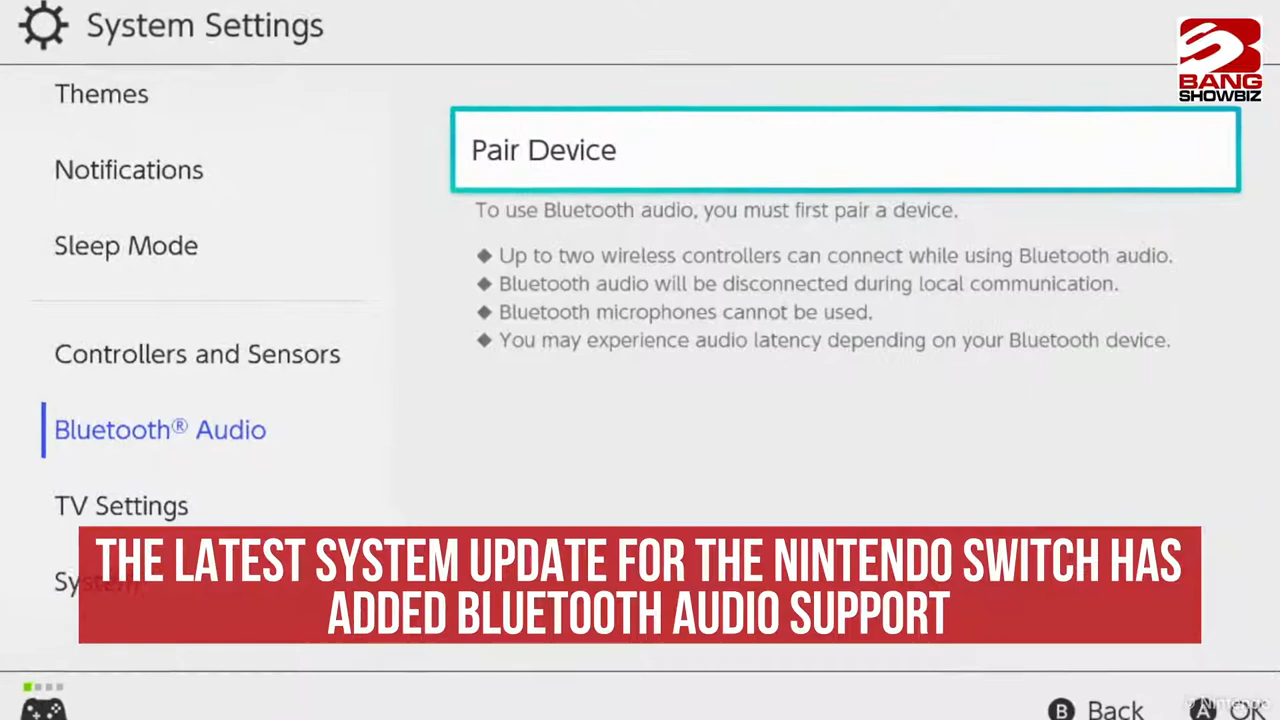 System Settings
BANG
SHOWBIZ
Themes
Notifications
Sleep Mode
Controllers and Sensors
Bluetooth® Audio
TV Settings
System
Pair Device
To use Bluetooth audio, you must first pair a device.
◆ Up to two wireless controllers can connect while using Bluetooth audio.
◆ Bluetooth audio will be disconnected during local communication.
◆ Bluetooth microphones cannot be used.
◆ You may experience audio latency depending on your Bluetooth device.
THE LATEST SYSTEM UPDATE FOR THE NINTENDO SWITCH HAS
ADDED BLUETOOTH AUDIO SUPPORT
B Back A OK
© Nintendo